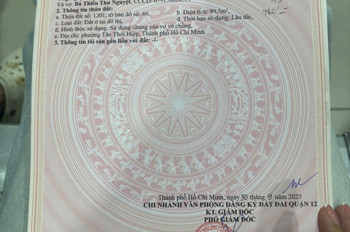 Và vợ: Bà Thiều Thu Nguyệt, CCCD
2. Thông tin thửa đất:
a. Thửa đất số: 1201, tờ bản đồ số: 68, b. Diện tích: 99,5m²,
c. Loại đất: Đất ở tại đô thị, d. Thời hạn sử dụng: Lâu dài,
đ. Hình thức sử dụng: Sử dụng chung của vợ và chồng,
e. Địa chỉ: phường Tân Thới Hiệp, Thành phố Hồ Chí Minh.
3. Thông tin tài sản gắn liền với đất: -/-
Thành phố Hồ Chí Minh, ngày 30 tháng năm 2025
CHI NHÁNH VĂN PHÒNG ĐĂNG KÝ ĐẤT ĐAI QUẬN 12
KT. GIÁM ĐỐC
PHÓ GIÁM ĐỐC